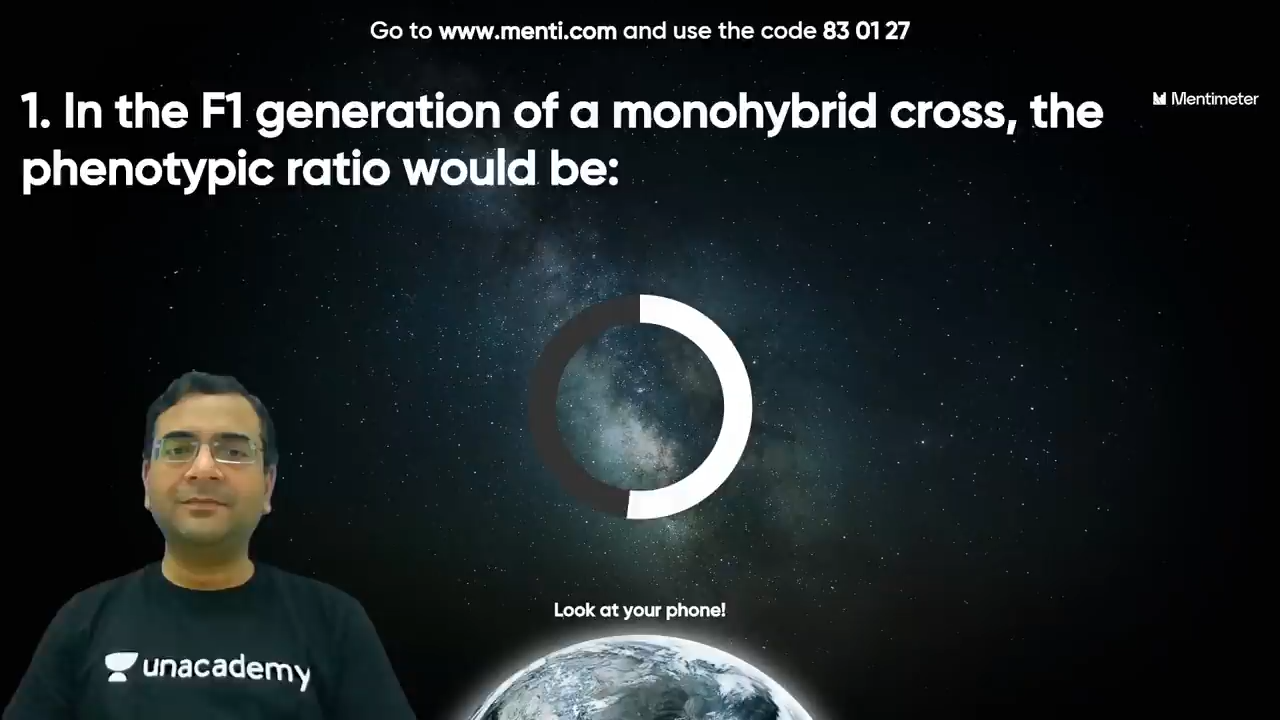 Go to www.menti.com and use the code 83 01 27
Mentimeter
1. In the F1 generation of a monohybrid cross, the
phenotypic ratio would be:
Look at your phone!
unacademy